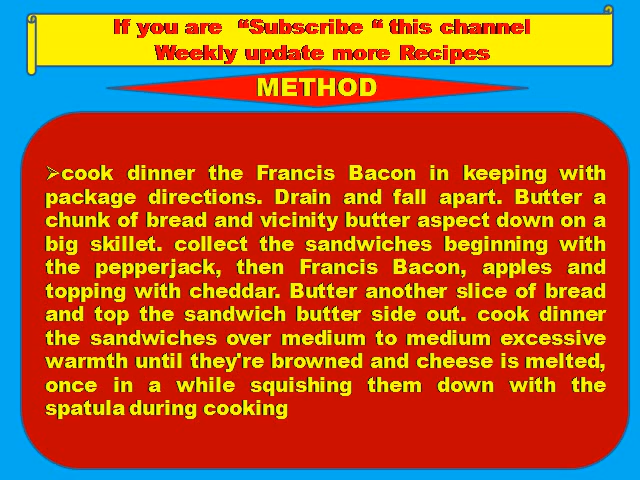 If you are “Subscribe “ this channel
Weekly update more Recipes
METHOD
➢cook dinner the Francis Bacon in keeping with
package directions. Drain and fall apart. Butter a
chunk of bread and vicinity butter aspect down on a
big skillet. collect the sandwiches beginning with
the pepperjack, then Francis Bacon, apples and
topping with cheddar. Butter another slice of bread
and top the sandwich butter side out. cook dinner
the sandwiches over medium to medium excessive
warmth until they're browned and cheese is melted,
once in a while squishing them down with the
spatula during cooking